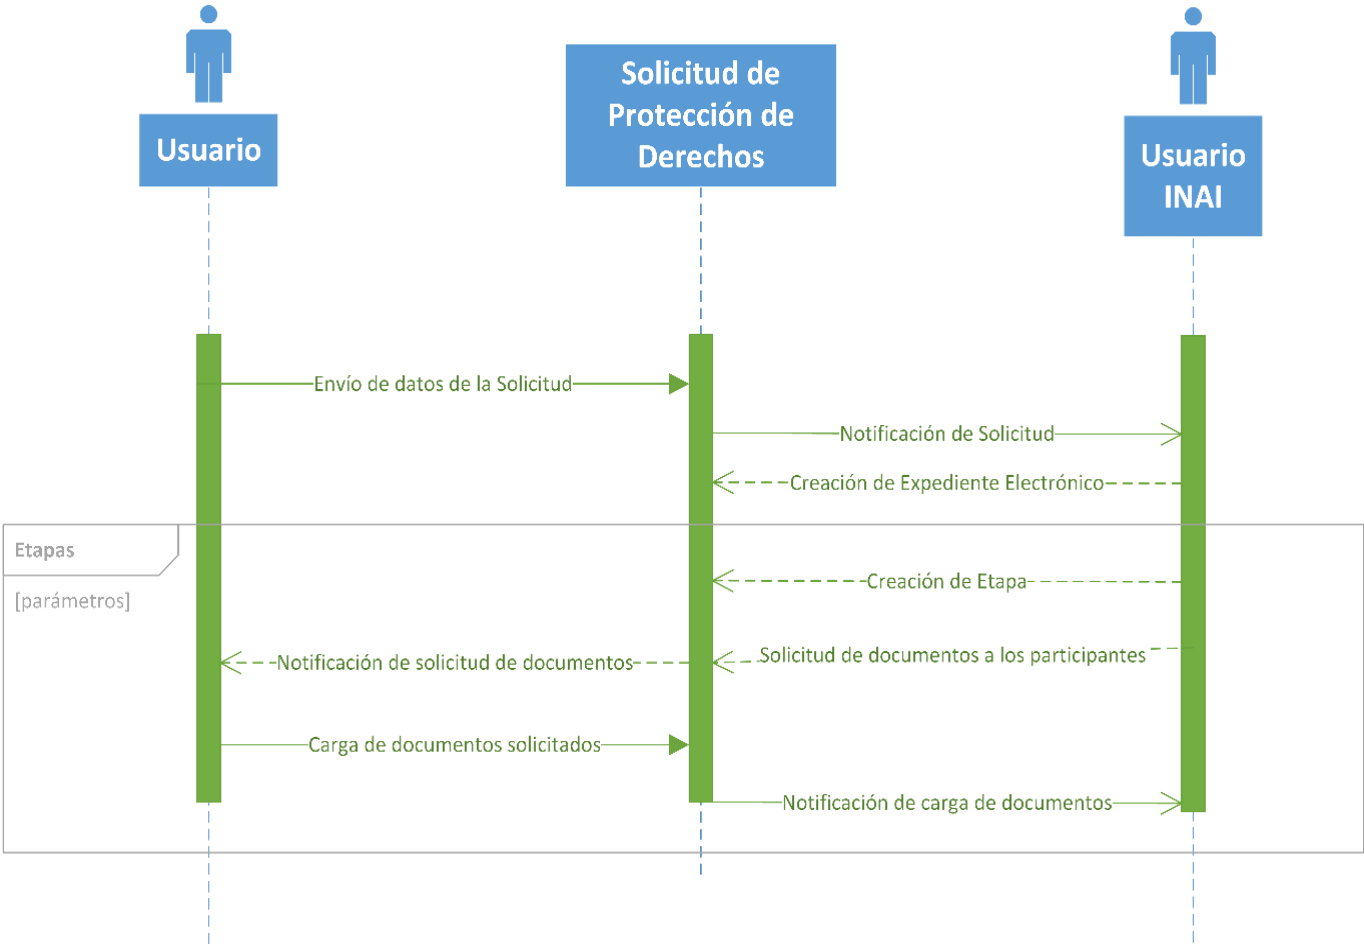 Usuario
Solicitud de
Protección de
Derechos
Usuario
INAI
Envío de datos de la Solicitud
Notificación de Solicitud
Creación de Expediente Electrónico
Etapas
[parámetros]
Creación de Etapa
Solicitud de documentos a los participantes
Notificación de solicitud de documentos
Carga de documentos solicitados
Notificación de carga de documentos